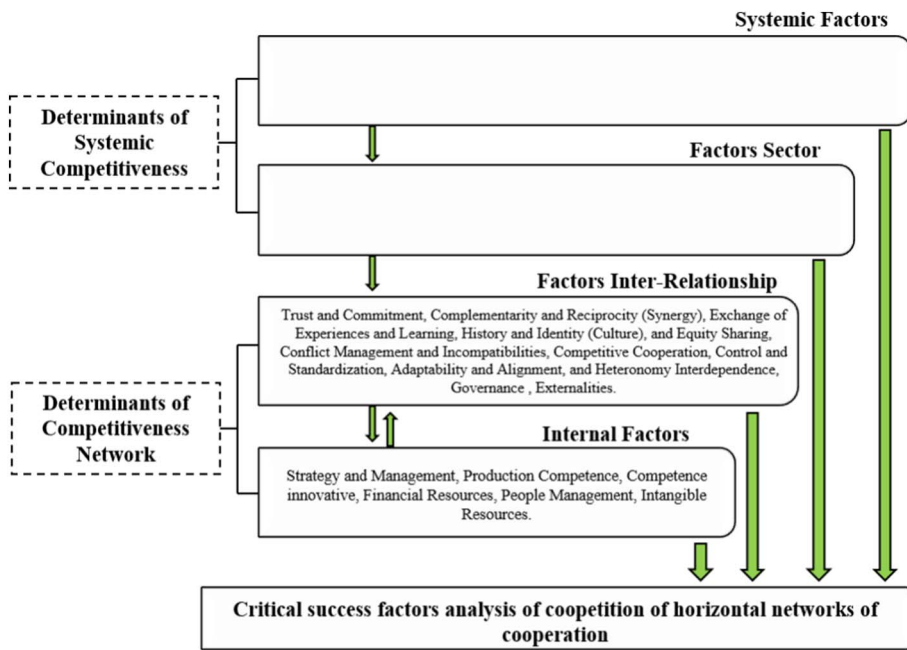 Systemic Factors
Determinants of
Systemic
Competitiveness
Factors Sector
Factors Inter-Relationship
Trust and Commitment, Complementarity and Reciprocity (Synergy), Exchange of
Experiences and Learning, History and Identity (Culture), and Equity Sharing,
Conflict Management and Incompatibilities, Competitive Cooperation, Control and
Standardization, Adaptability and Alignment, and Heteronomy Interdependence,
Governance , Externalities.
Determinants of
Competitiveness
Network
Internal Factors
Strategy and Management, Production Competence, Competence
innovative, Financial Resources, People Management, Intangible
Resources.
Critical success factors analysis of coopetition of horizontal networks of
cooperation